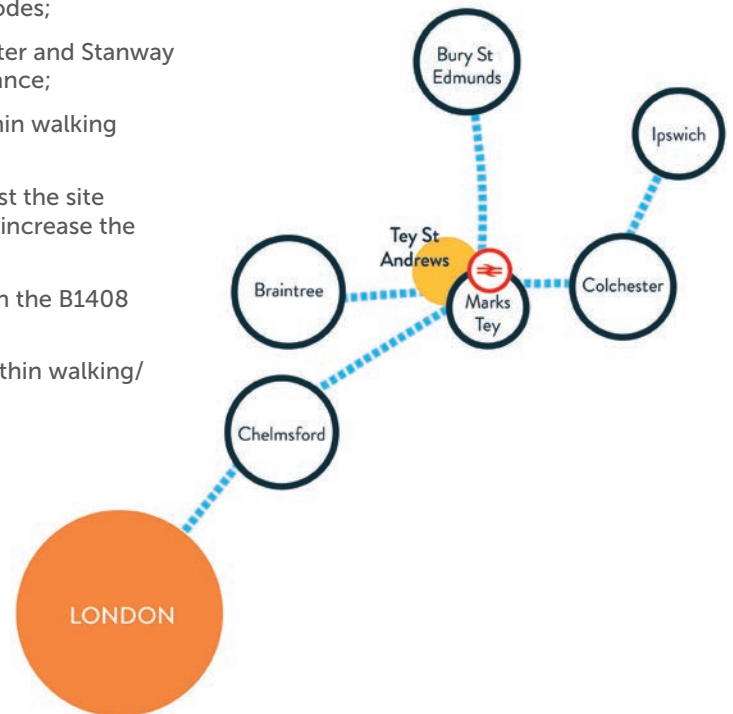 odes;
ter and Stanway
ance;
hin walking
st the site
increase the
n the B1408
thin walking/
Bury St
Edmunds
Ipswich
Tey St
Andrews
Braintree
Marks
Tey
Colchester
Chelmsford
LONDON